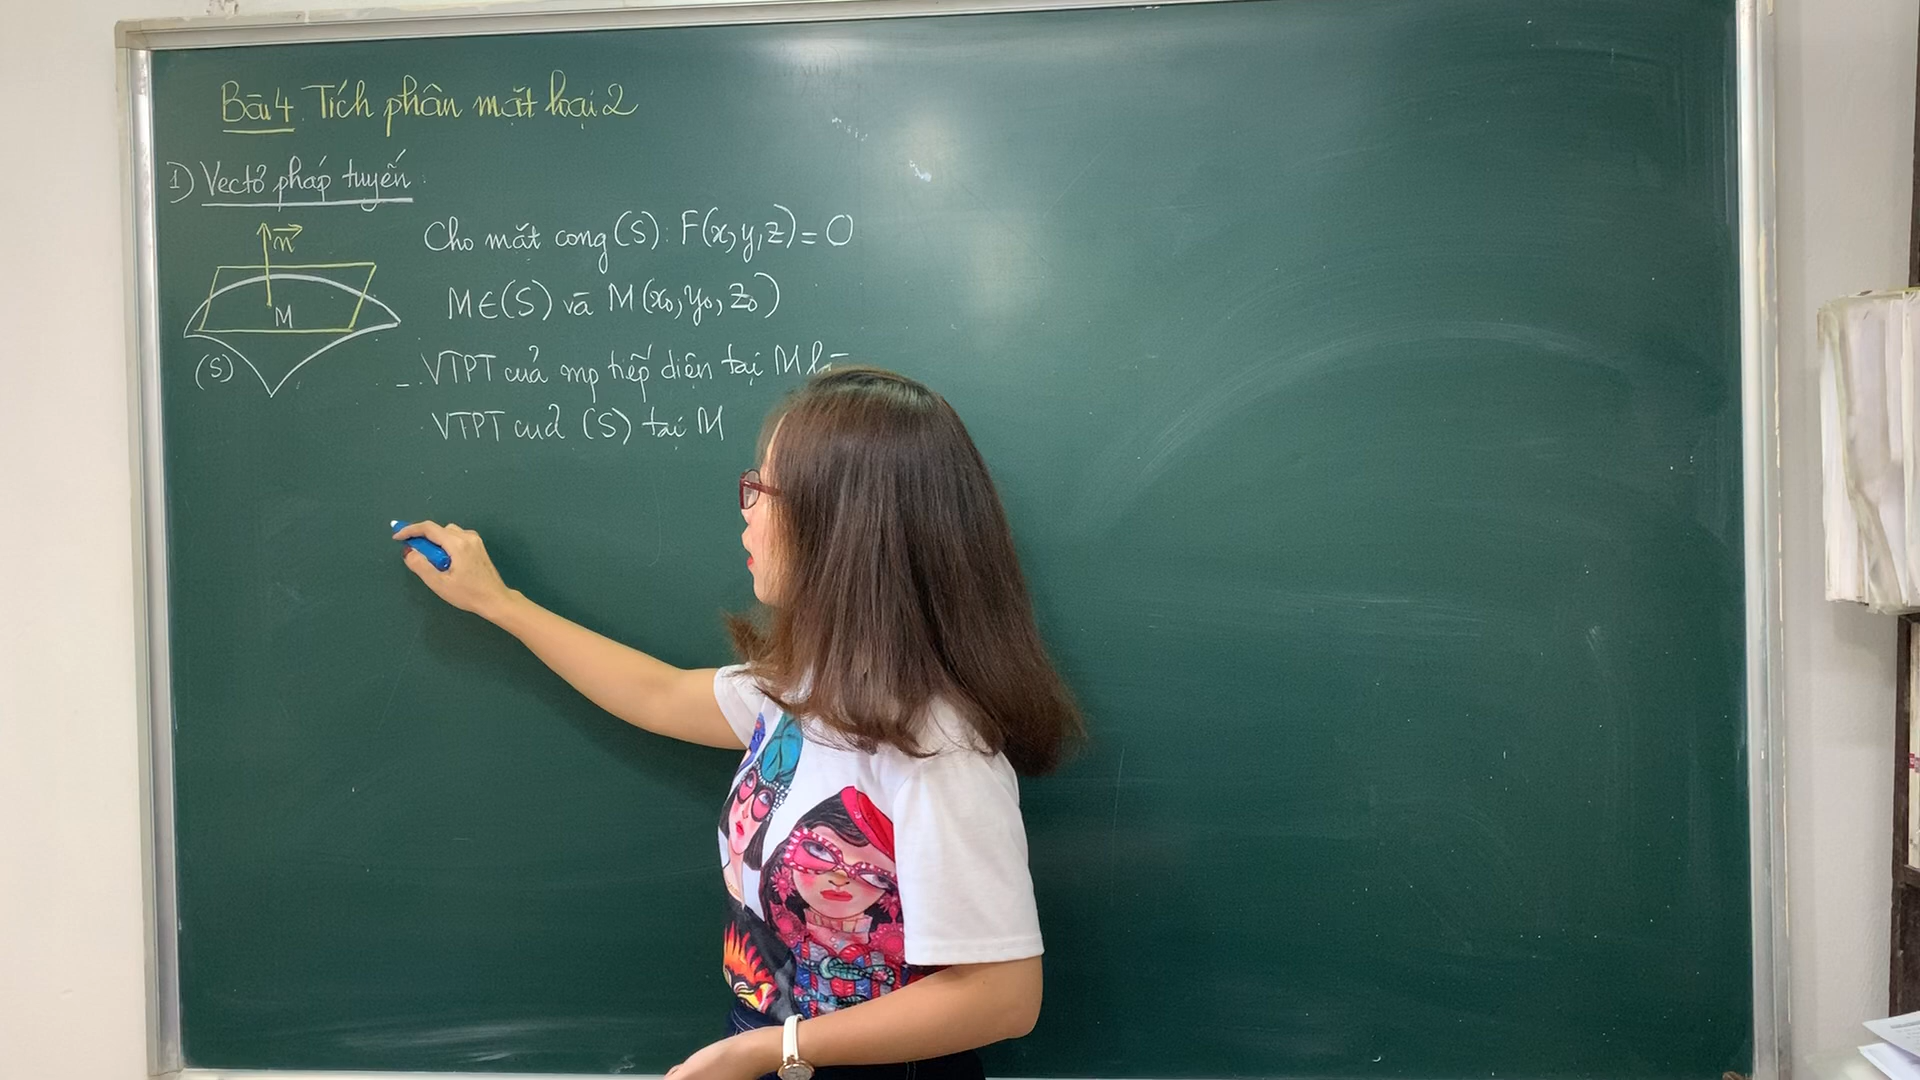 Bài 4. Tích phân mặt loại 2
1) Vectơ pháp tuyến:
n
M
(S)
Cho mặt cong (S): F(x,y,z)=0
M∈(S) và M(x₀,y₀,z₀)
- VTPT của mp tiếp diện tại M là
VTPT của (S) tại M